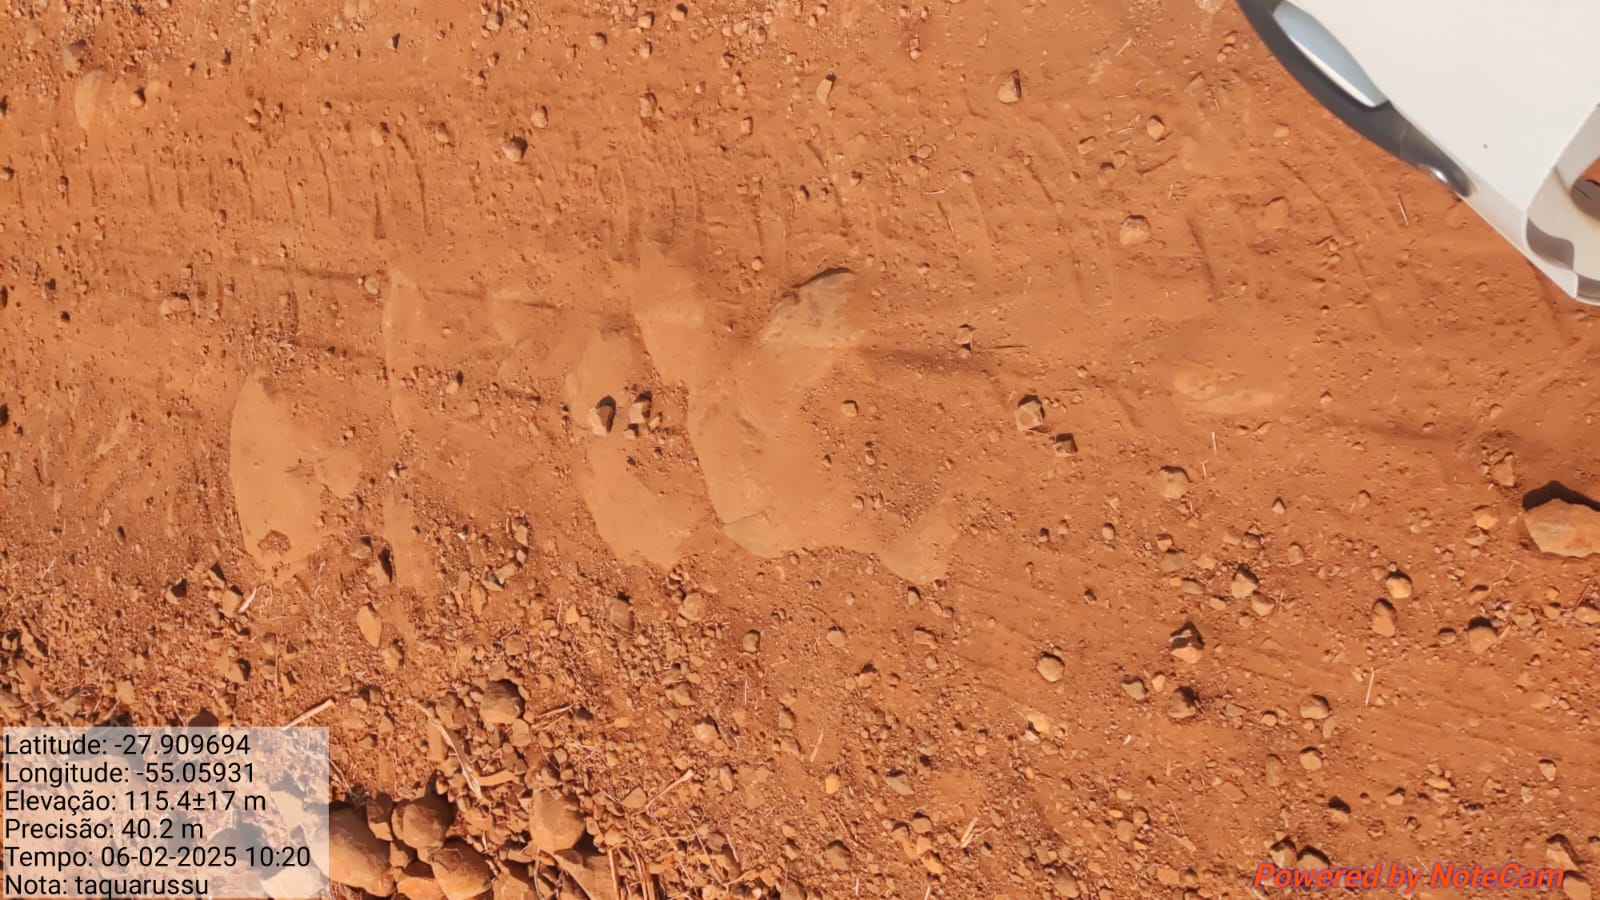 Latitude: -27.909694
Longitude: -55.05931
Elevação: 115.4±17 m
Precisão: 40.2 m
Tempo: 06-02-2025 10:20
Nota: taquarussu
Powered by NoteCam